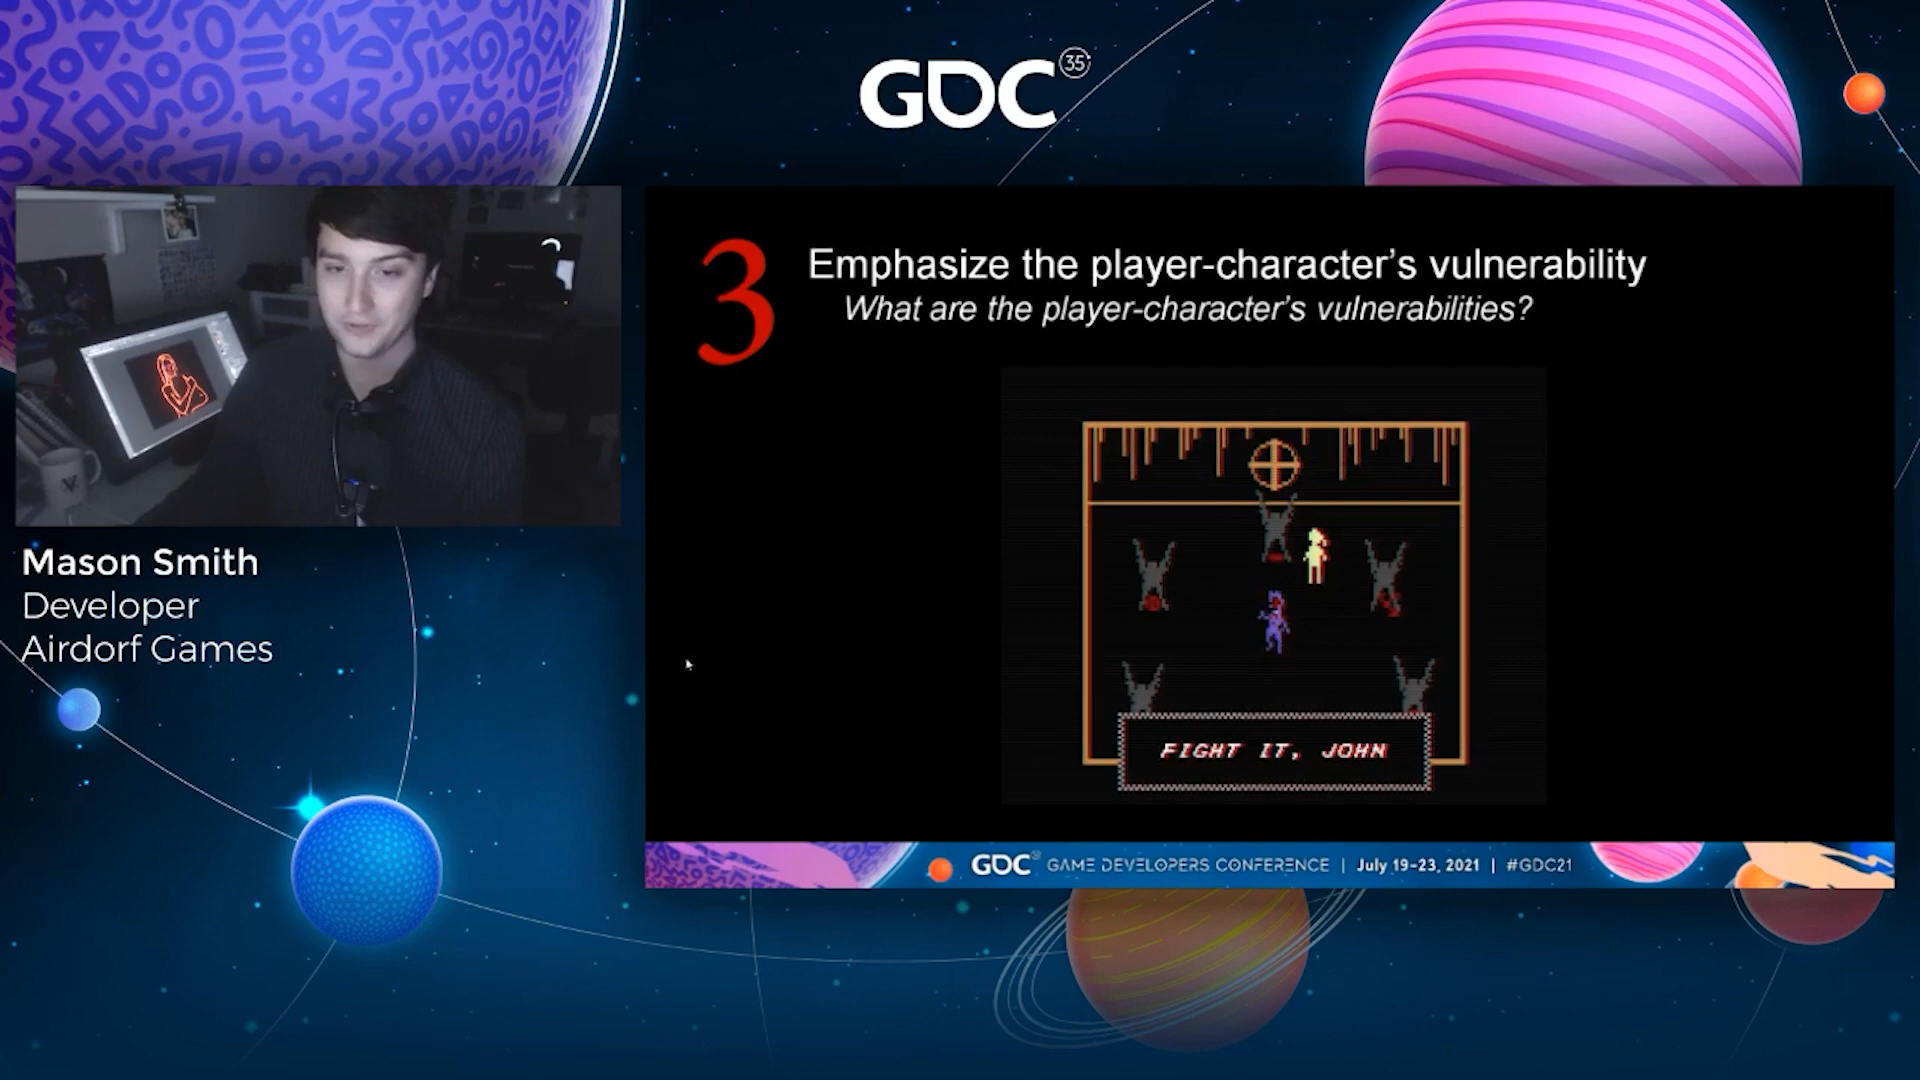 GDC 35
3
Emphasize the player-character's vulnerability
What are the player-character's vulnerabilities?
FIGHT IT, JOHN
Mason Smith
Developer
Airdorf Games
GDC GAME DEVELOPERS CONFERENCE | July 19-23, 2021 | #GDC21